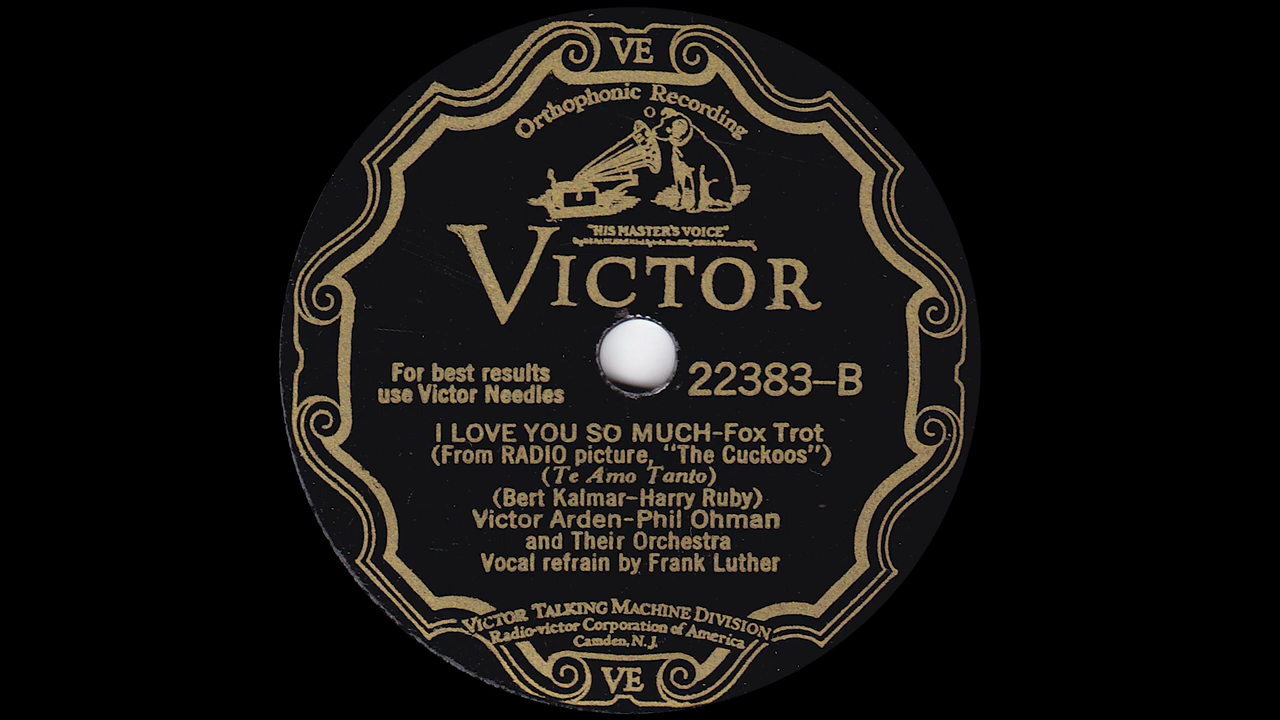 VE
Orthophonic Recording
"HIS MASTER'S VOICE"
VICTOR
For best results
use Victor Needles
22383-B
I LOVE YOU SO MUCH-Fox Trot
(From RADIO picture, "The Cuckoos")
(Te Amo Tanto)
(Bert Kalmar-Harry Ruby)
Victor Arden-Phil Ohman
and Their Orchestra
Vocal refrain by Frank Luther
VICTOR TALKING MACHINE DIVISION
Radio-victor Corporation of America
Camden, N. J.
VE